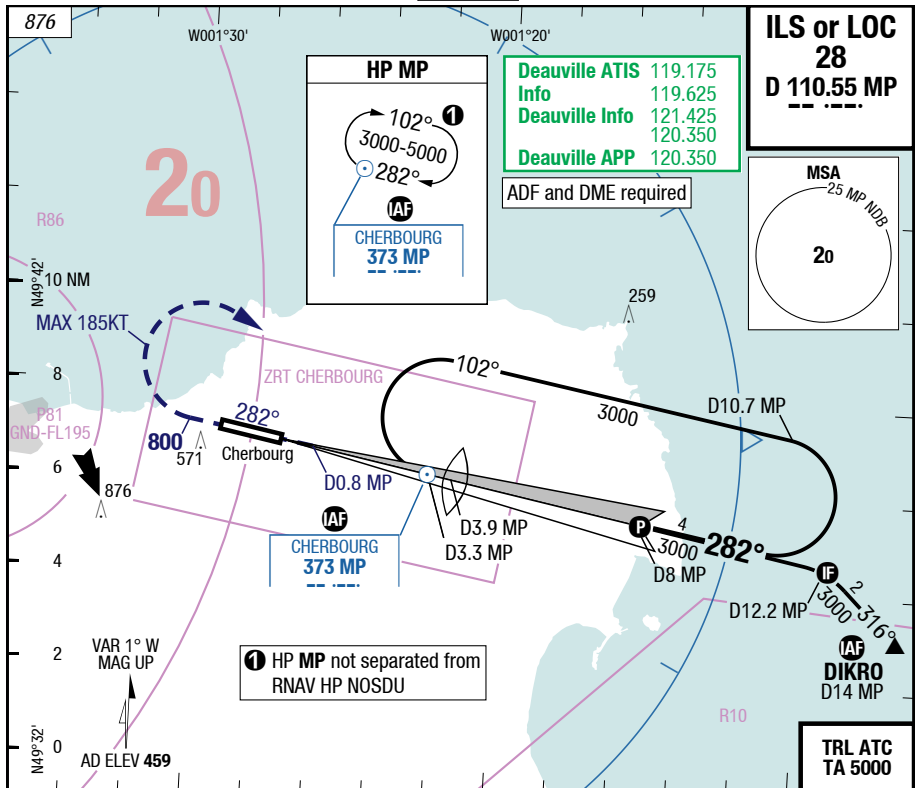 876
W001°30'
W001°20'
ILS or LOC
28
D 110.55 MP
HP MP
102° 1
3000-5000
282°
IAF
CHERBOURG
373 MP
Deauville ATIS 119.175
Info 119.625
Deauville Info 121.425
120.350
Deauville APP 120.350
ADF and DME required
MSA
25 MP NDB
20
20
R86
N49°42'
10 NM
MAX 185KT
259
8
ZRT CHERBOURG
102°
3000
D10.7 MP
P81
GND-FL195
282°
800
571
Cherbourg
6
D0.8 MP
876
IAF
CHERBOURG
373 MP
D3.9 MP
D3.3 MP
P
4
3000
282°
D8 MP
4
IF
D12.2 MP
2
3000
316°
IAF
DIKRO
D14 MP
VAR 1° W
MAG UP
2
1 HP MP not separated from
RNAV HP NOSDU
R10
N49°32'
0
AD ELEV 459
TRL ATC
TA 5000